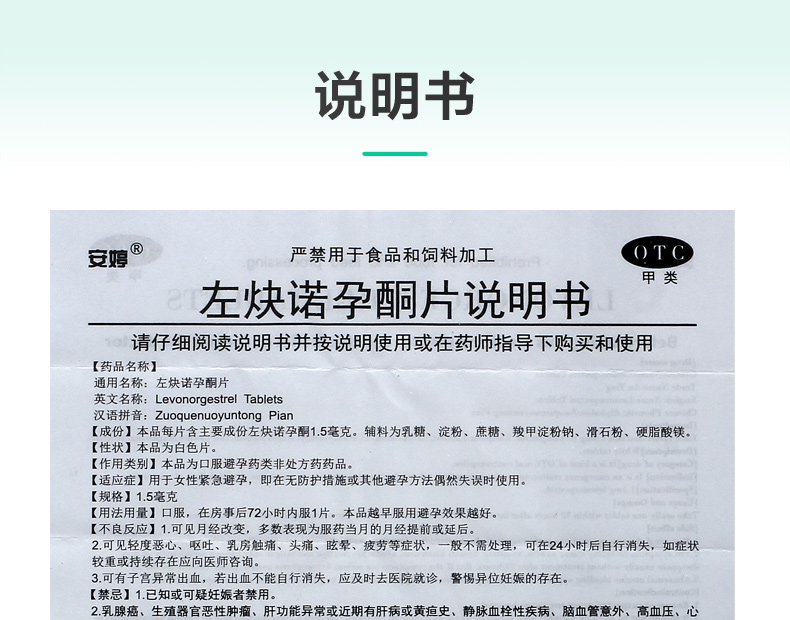 说明书
安婷®
严禁用于食品和饲料加工
OTC
甲类
左炔诺孕酮片说明书
请仔细阅读说明书并按说明使用或在药师指导下购买和使用
【药品名称】
通用名称：左炔诺孕酮片
英文名称：Levonorgestrel Tablets
汉语拼音：Zuoquenuoyuntong Pian
【成份】本品每片含主要成份左炔诺孕酮1.5毫克。辅料为乳糖、淀粉、蔗糖、羧甲淀粉钠、滑石粉、硬脂酸镁。
【性状】本品为白色片。
【作用类别】本品为口服避孕药类非处方药药品。
【适应症】用于女性紧急避孕，即在无防护措施或其他避孕方法偶然失误时使用。
【规格】1.5毫克
【用法用量】口服，在房事后72小时内服1片。本品越早服用避孕效果越好。
【不良反应】1.可见月经改变，多数表现为服药当月的月经提前或延后。
2.可见轻度恶心、呕吐、乳房触痛、头痛、眩晕、疲劳等症状，一般不需处理，可在24小时后自行消失，如症状
较重或持续存在应向医师咨询。
3.可有子宫异常出血，若出血不能自行消失，应及时去医院就诊，警惕异位妊娠的存在。
【禁忌】1.已知或可疑妊娠者禁用。
2.乳腺癌、生殖器官恶性肿瘤、肝功能异常或近期有肝病或黄疸史、静脉血栓性疾病、脑血管意外、高血压、心